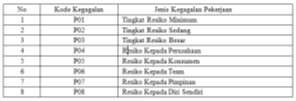 No Kode Kegagalan Jenis Kegagalan Pekerjaan
1 P01 Tingkat Resiko Minimum
2 P02 Tingkat Resiko Sedang
3 P03 Tingkat Resiko Besar
4 P04 Resiko Kepada Perusahaan
5 P05 Resiko Kepada Konsumen
6 P06 Resiko Kepada Team
7 P07 Resiko Kepada Pimpinan
8 P08 Resiko Kepada Diri Sendiri